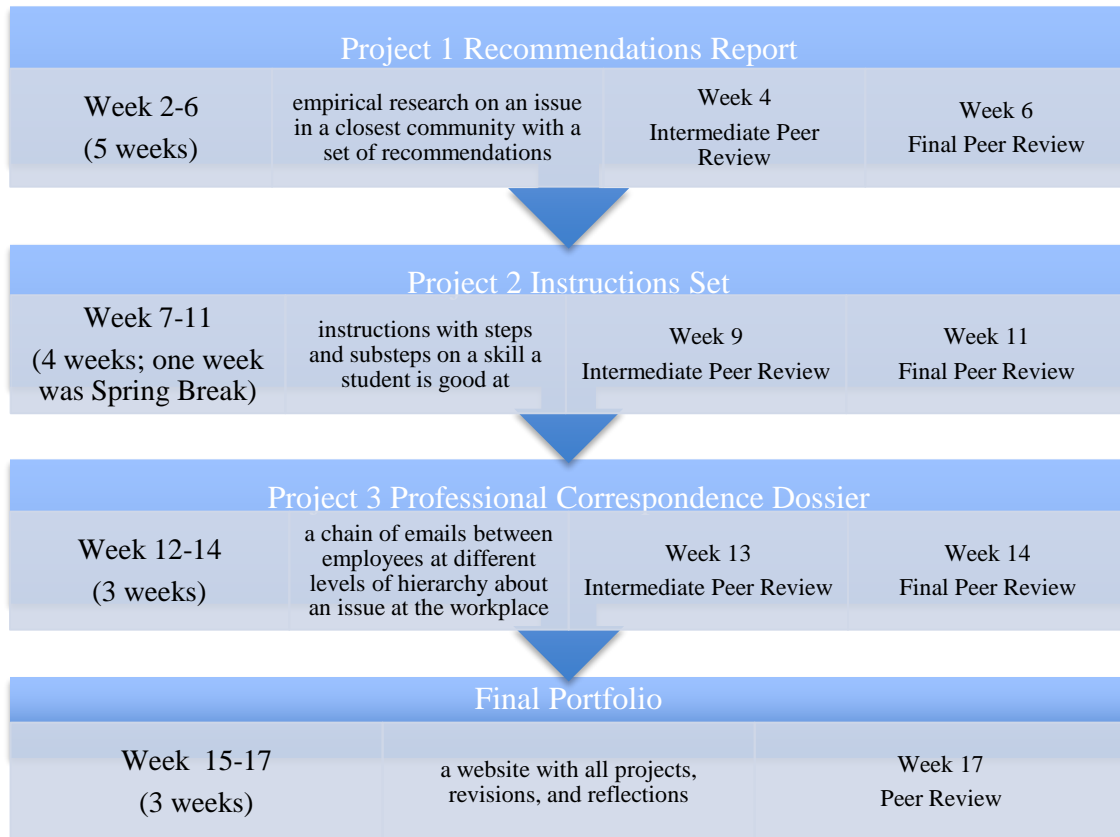 Project 1 Recommendations Report
Week 2-6
(5 weeks)
empirical research on an issue
in a closest community with a
set of recommendations
Week 4
Intermediate Peer
Review
Week 6
Final Peer Review
Project 2 Instructions Set
Week 7-11
(4 weeks; one week
was Spring Break)
instructions with steps
and substeps on a skill a
student is good at
Week 9
Intermediate Peer Review
Week 11
Final Peer Review
Project 3 Professional Correspondence Dossier
Week 12-14
(3 weeks)
a chain of emails between
employees at different
levels of hierarchy about
an issue at the workplace
Week 13
Intermediate Peer Review
Week 14
Final Peer Review
Final Portfolio
Week 15-17
(3 weeks)
a website with all projects,
revisions, and reflections
Week 17
Peer Review